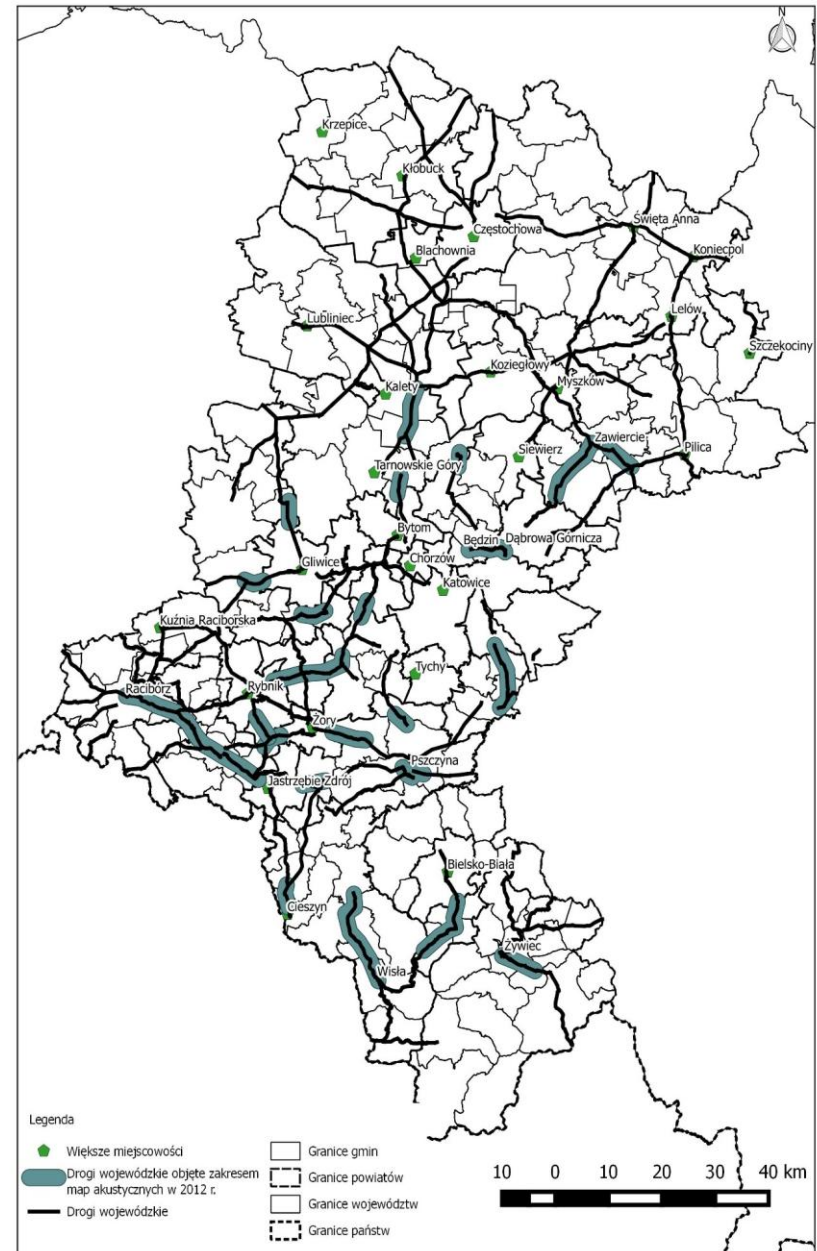 N
Krzepice
Kłobuck
Częstochowa
Święta Anna
Blachownia
Koniecpol
Lubliniec
Lelów
Szczekociny
Koziegłowy
Kalety
Myszków
Siewierz
Zawiercie
Pilica
Tarnowskie Góry
Bytom
Będzin
Dąbrowa Górnicza
Chorzów
Gliwice
Katowice
Kuźnia Raciborska
Tychy
Racibórz
Rybnik
Żory
Pszczyna
Jastrzębie Zdrój
Bielsko-Biała
Cieszyn
Żywiec
Wisła
Legenda
Większe miejscowości
Drogi wojewódzkie objęte zakresem
map akustycznych w 2012 r.
Drogi wojewódzkie
Granice gmin
Granice powiatów
Granice województw
Granice państw
10 0 10 20 30 40 km